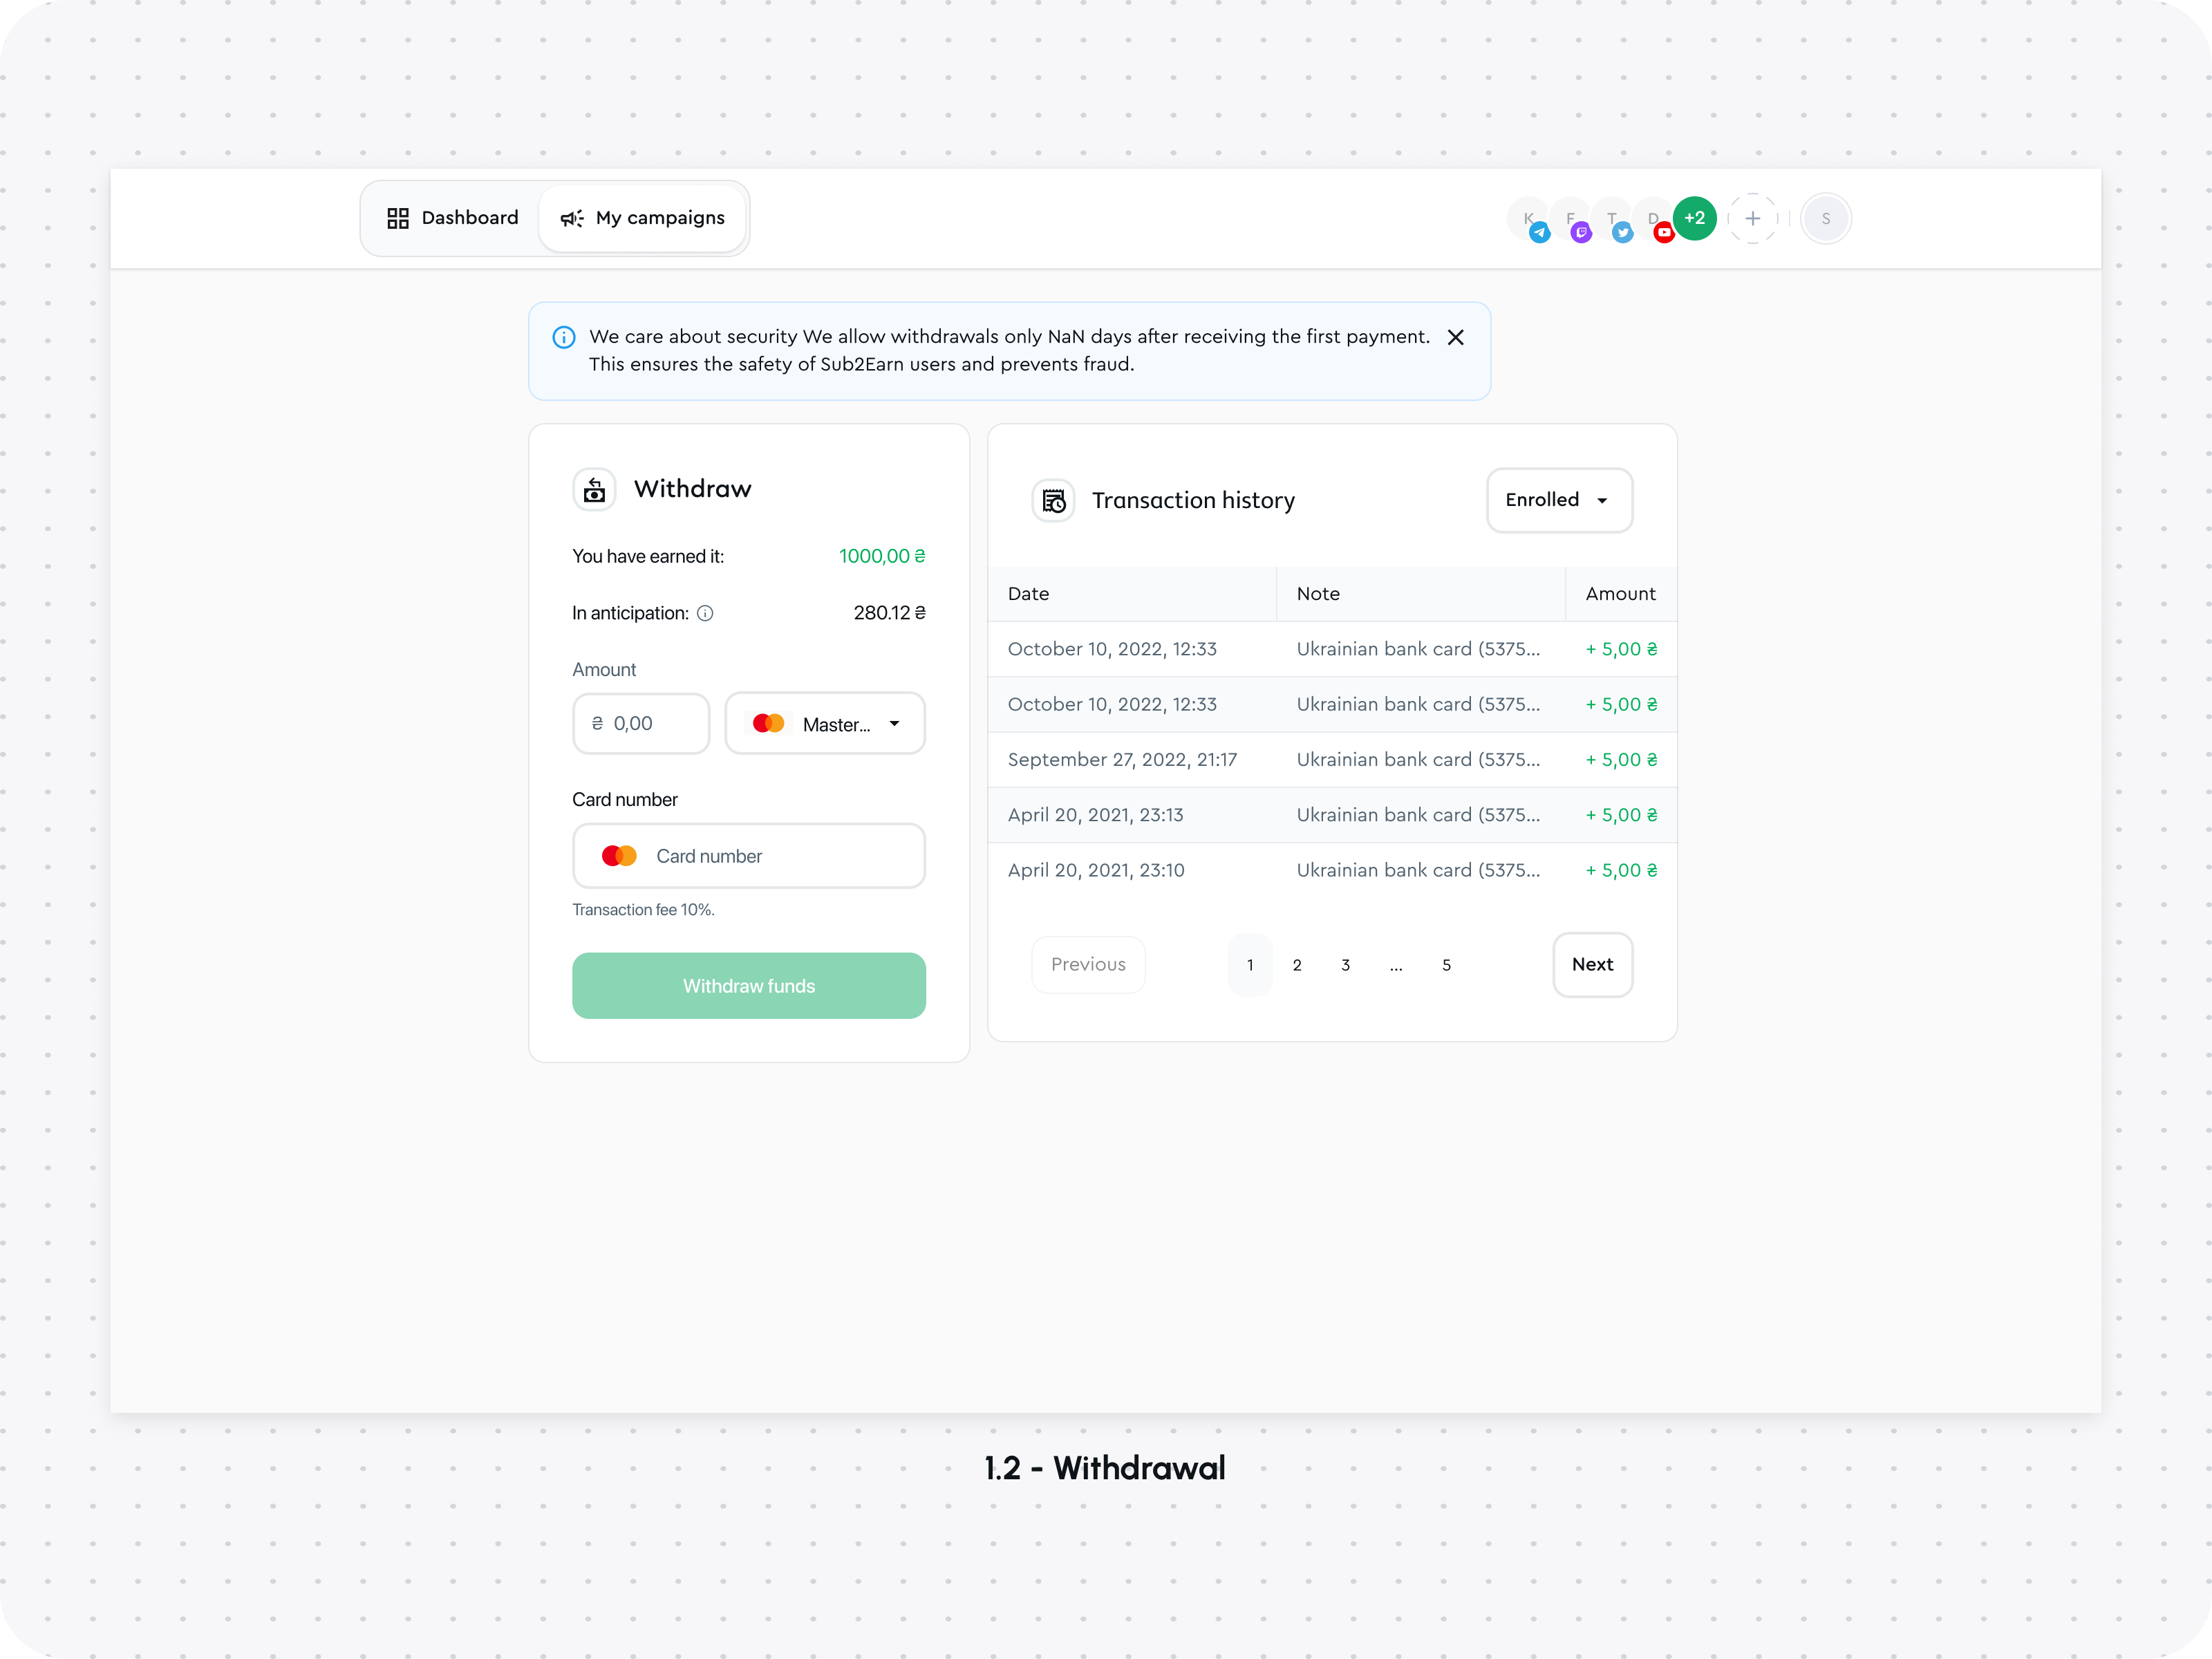 Dashboard
My campaigns
K
F
T
D
+2
+
S
We care about security We allow withdrawals only NaN days after receiving the first payment.
This ensures the safety of Sub2Earn users and prevents fraud.
Withdraw
You have earned it: 1000,00 ₴
In anticipation: 280.12 ₴
Amount
₴ 0,00
Master...
Card number
Card number
Transaction fee 10%.
Withdraw funds
Transaction history
Enrolled
Date Note Amount
October 10, 2022, 12:33 Ukrainian bank card (5375... + 5,00 ₴
October 10, 2022, 12:33 Ukrainian bank card (5375... + 5,00 ₴
September 27, 2022, 21:17 Ukrainian bank card (5375... + 5,00 ₴
April 20, 2021, 23:13 Ukrainian bank card (5375... + 5,00 ₴
April 20, 2021, 23:10 Ukrainian bank card (5375... + 5,00 ₴
Previous 1 2 3 ... 5 Next
1.2 - Withdrawal